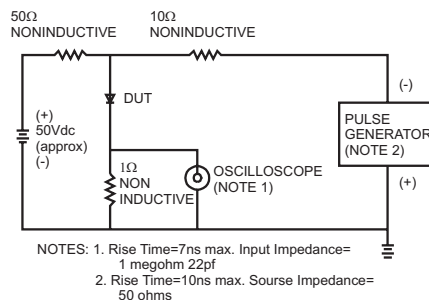 50Ω
NONINDUCTIVE
10Ω
NONINDUCTIVE
(+)
50Vdc
(approx)
(-)
DUT
1Ω
NON
INDUCTIVE
OSCILLOSCOPE
(NOTE 1)
(-)
PULSE
GENERATOR
(NOTE 2)
(+)
NOTES: 1. Rise Time=7ns max. Input Impedance=
1 megohm 22pf
2. Rise Time=10ns max. Sourse Impedance=
50 ohms